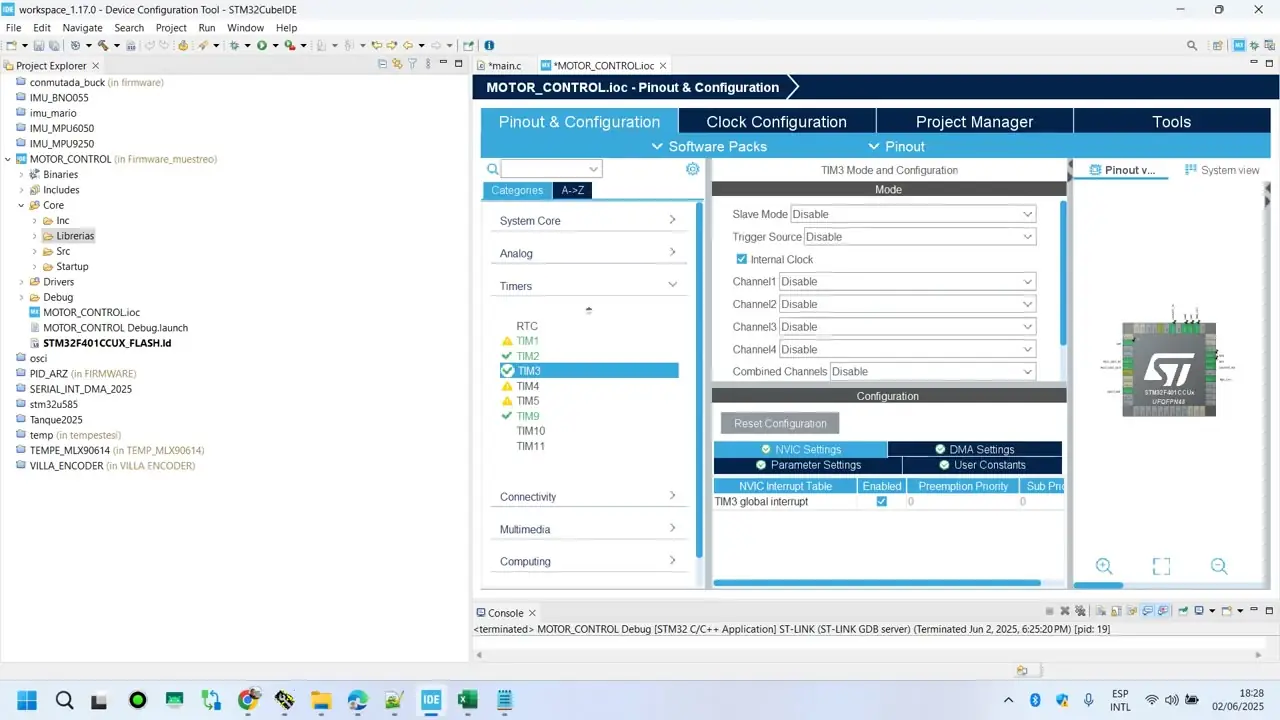 workspace_1.17.0 - Device Configuration Tool - STM32CubeIDE
File Edit Navigate Search Project Run Window Help
Project Explorer
*main.c
*MOTOR_CONTROL.ioc
conmutada_buck (in firmware)
IMU_BNO055
imu_mario
IMU_MPU6050
IMU_MPU9250
MOTOR_CONTROL (in Firmware_muestreo)
Binaries
Includes
Core
Inc
Librerias
Src
Startup
Drivers
Debug
MOTOR_CONTROL.ioc
MOTOR_CONTROL Debug.launch
STM32F401CCUX_FLASH.ld
osci
PID_ARZ (in FIRMWARE)
SERIAL_INT_DMA_2025
stm32u585
Tanque2025
temp (in tempestesi)
TEMPE_MLX90614 (in TEMP_MLX90614)
VILLA_ENCODER (in VILLA ENCODER)
MOTOR_CONTROL.ioc - Pinout & Configuration
Pinout & Configuration
Clock Configuration
Project Manager
Tools
Software Packs
Pinout
Categories
A->Z
System Core
Analog
Timers
RTC
TIM1
TIM2
TIM3
TIM4
TIM5
TIM9
TIM10
TIM11
Connectivity
Multimedia
Computing
TIM3 Mode and Configuration
Mode
Slave Mode Disable
Trigger Source Disable
Internal Clock
Channel1 Disable
Channel2 Disable
Channel3 Disable
Channel4 Disable
Combined Channels Disable
Configuration
Reset Configuration
NVIC Settings
DMA Settings
Parameter Settings
User Constants
NVIC Interrupt Table Enabled Preemption Priority Sub Prio
TIM3 global interrupt 0 0
Pinout v...
System view
STM32F401CCUx
UFQFPN48
Console
<terminated> MOTOR_CONTROL Debug [STM32 C/C++ Application] ST-LINK (ST-LINK GDB server) (Terminated Jun 2, 2025, 6:25:20 PM) [pid: 19]
IDE
ESP
INTL
18:28
02/06/2025